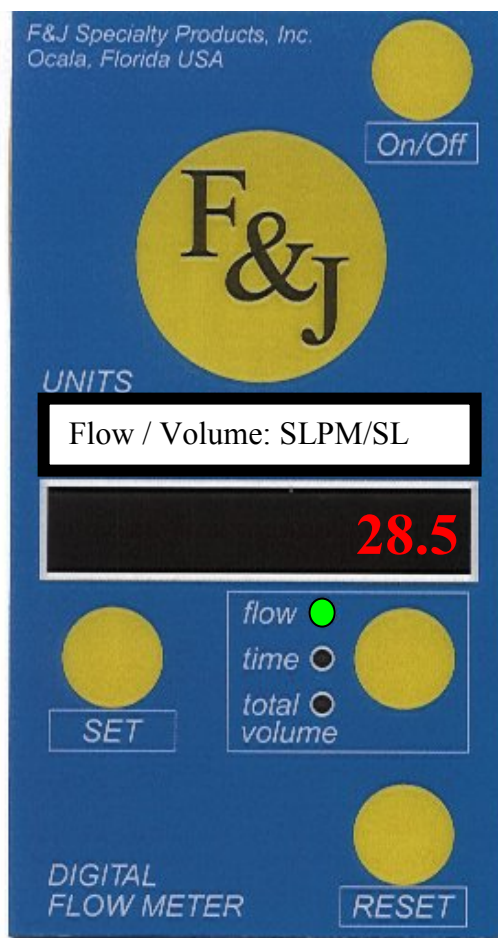 F&J Specialty Products, Inc.
Ocala, Florida USA
On/Off
F&J
UNITS
Flow / Volume: SLPM/SL
28.5
flow
time
total
volume
SET
DIGITAL
FLOW METER
RESET